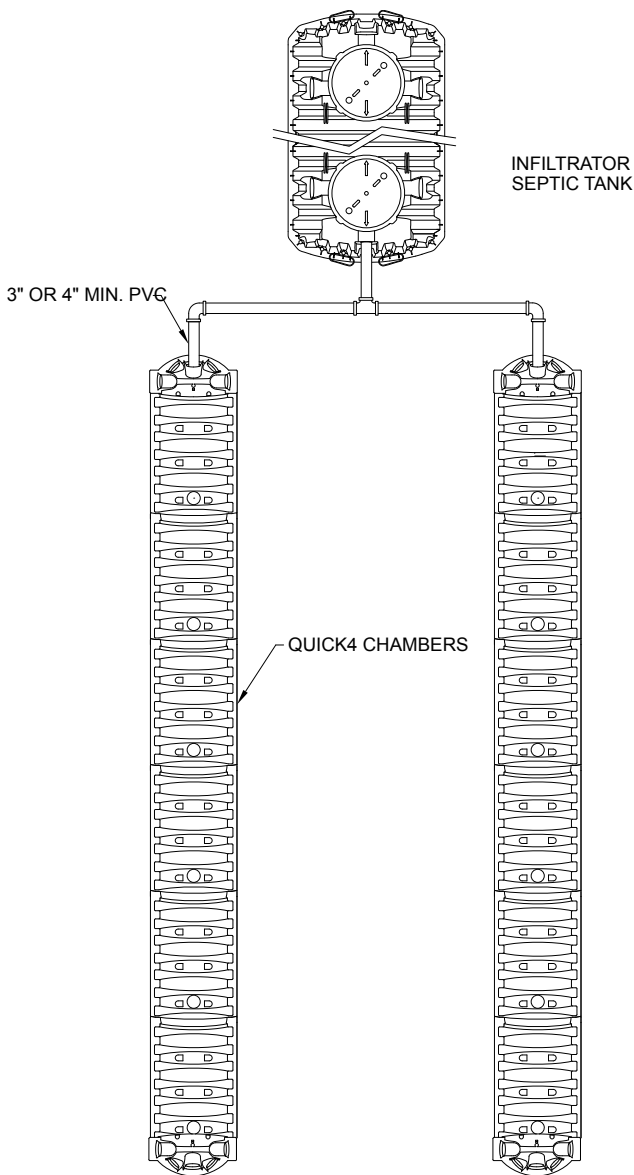 INFILTRATOR
SEPTIC TANK
3" OR 4" MIN. PVC
QUICK4 CHAMBERS